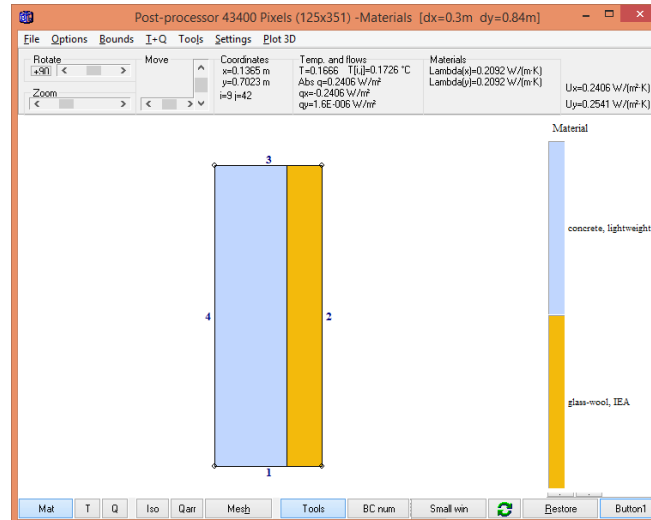 Post-processor 43400 Pixels (125x351) -Materials [dx=0.3m dy=0.84m]
File Options Bounds T+Q Tools Settings Plot 3D
Rotate
+90
Zoom
Move
Coordinates
x=0.1365 m
y=0.7023 m
i=9 j=42
Temp. and flows
T=0.1666 T[i,j]=0.1726 °C
Abs q=0.2406 W/m²
qx=-0.2406 W/m²
qy=1.6E-006 W/m²
Materials
Lambda(x)=0.2092 W/(m·K)
Lambda(y)=0.2092 W/(m·K)
Ux=0.2406 W/(m²·K)
Uy=0.2541 W/(m²·K)
Material
3
4
2
1
concrete, lightweight
glass-wool, IEA
Mat T Q Iso Qarr Mesh Tools BC num Small win Restore Button1